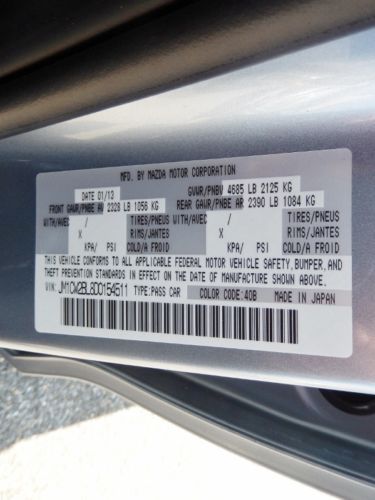 MFG. BY MAZDA MOTOR CORPORATION
DATE 01/13 GVWR/PNBV 4685 LB 2125 KG
FRONT GAWR/PNBE AV 2328 LB 1056 KG REAR GAWR/PNBE AR 2390 LB 1084 KG
WITH/AVEC TIRES/PNEUS WITH/AVEC TIRES/PNEUS
/ RIMS/JANTES / RIMS/JANTES
X X
KPA/ PSI COLD/A FROID KPA/ PSI COLD/A FROID
THIS VEHICLE CONFORMS TO ALL APPLICABLE FEDERAL MOTOR VEHICLE SAFETY, BUMPER, AND
THEFT PREVENTION STANDARDS IN EFFECT ON THE DATE OF MANUFACTURE SHOWN ABOVE.
VIN: JM1CW2BL8D0154511 TYPE:PASS CAR COLOR CODE:40B MADE IN JAPAN